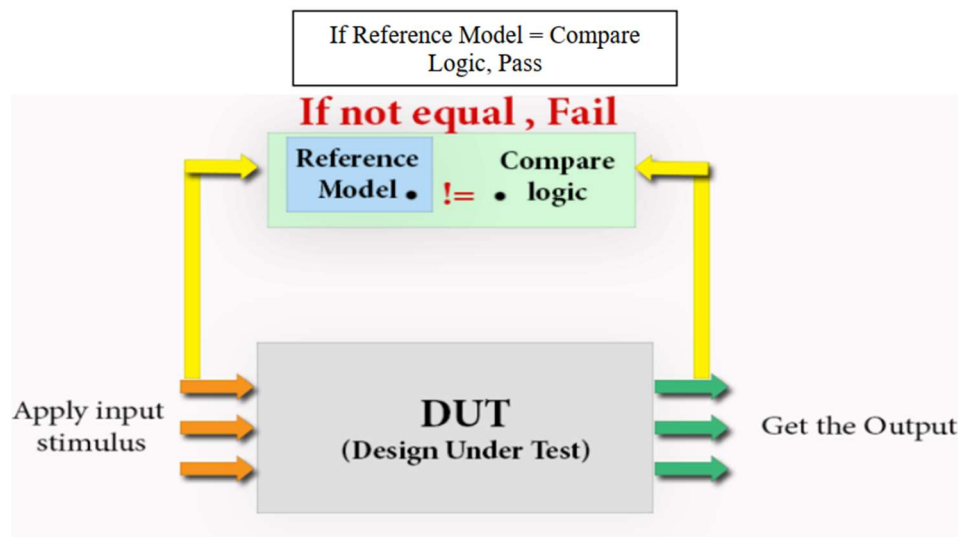 If Reference Model = Compare
Logic, Pass
If not equal , Fail
Reference
Model.
!=
. Compare
logic
Apply input
stimulus
DUT
(Design Under Test)
Get the Output